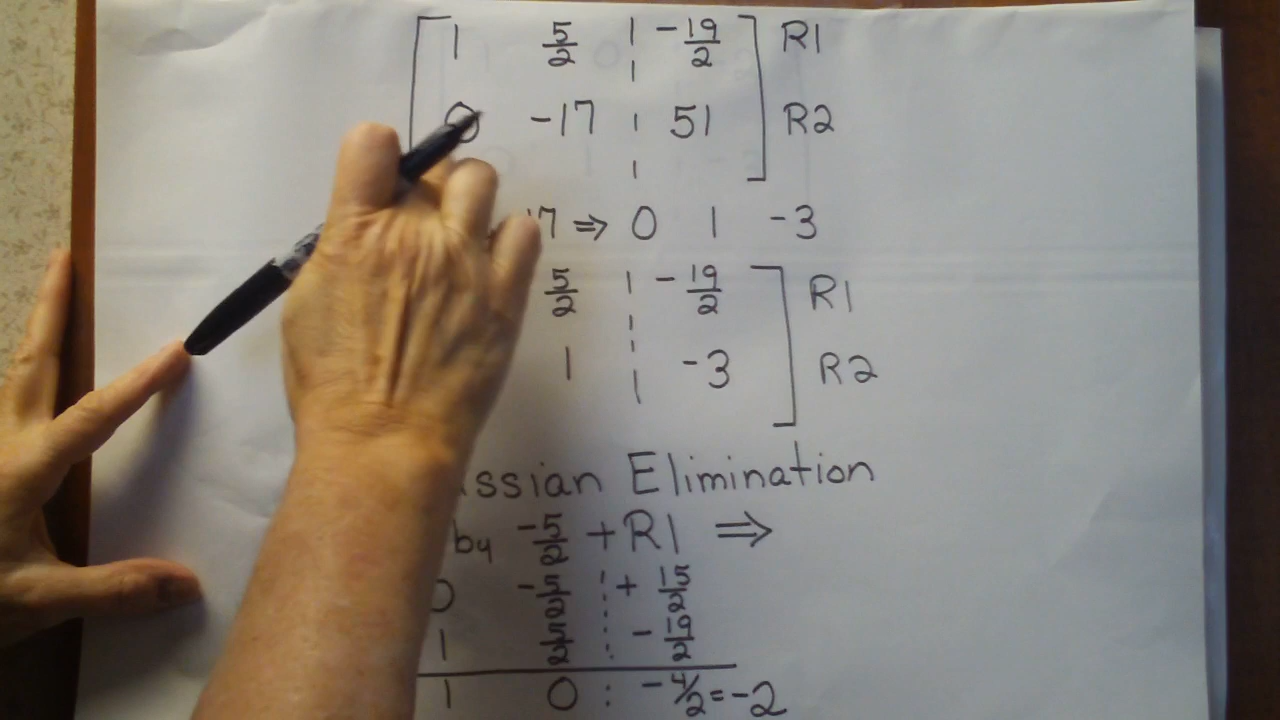 1 5/2 | -19/2 R1
0 -17 | 51 R2
17 ⇒ 0 1 -3
5/2 | -19/2 R1
1 | -3 R2
ssian Elimination
by -5/2 + R1 ⇒
0 -5/2 : + 15/2
1 5/2 : - 19/2
1 0 : -4/2 = -2